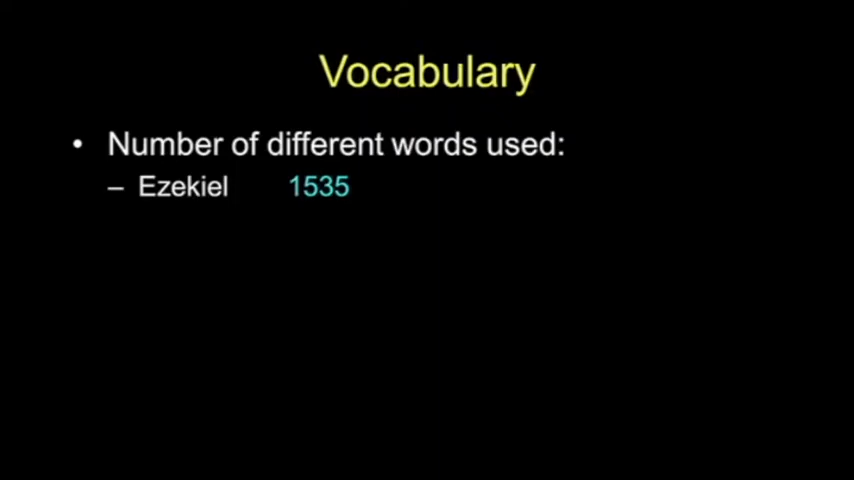 Vocabulary
• Number of different words used:
– Ezekiel 1535